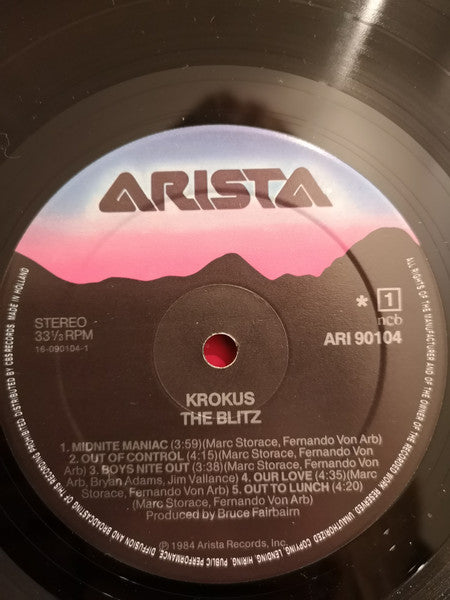 ARISTA
STEREO
33⅓ RPM
16-090104-1
* 1
ncb
ARI 90104
KROKUS
THE BLITZ
1. MIDNITE MANIAC (3:59)(Marc Storace, Fernando Von Arb)
2. OUT OF CONTROL (4:15)(Marc Storace, Fernando Von
Arb) 3. BOYS NITE OUT (3:38)(Marc Storace, Fernando Von
Arb, Bryan Adams, Jim Vallance) 4. OUR LOVE (4:35)(Marc
Storace, Fernando Von Arb) 5. OUT TO LUNCH (4:20)
(Marc Storace, Fernando Von Arb)
Produced by Bruce Fairbairn
℗ 1984 Arista Records, Inc.
ALL RIGHTS OF THE MANUFACTURER AND OF THE OWNER OF THE RECORDED WORK RESERVED. UNAUTHORIZED COPYING, LENDING, HIRING, PUBLIC PERFORMANCE, DIFFUSION AND BROADCASTING OF THIS RECORDING PROHIBITED. DISTRIBUTED BY CBS RECORDS. MADE IN HOLLAND